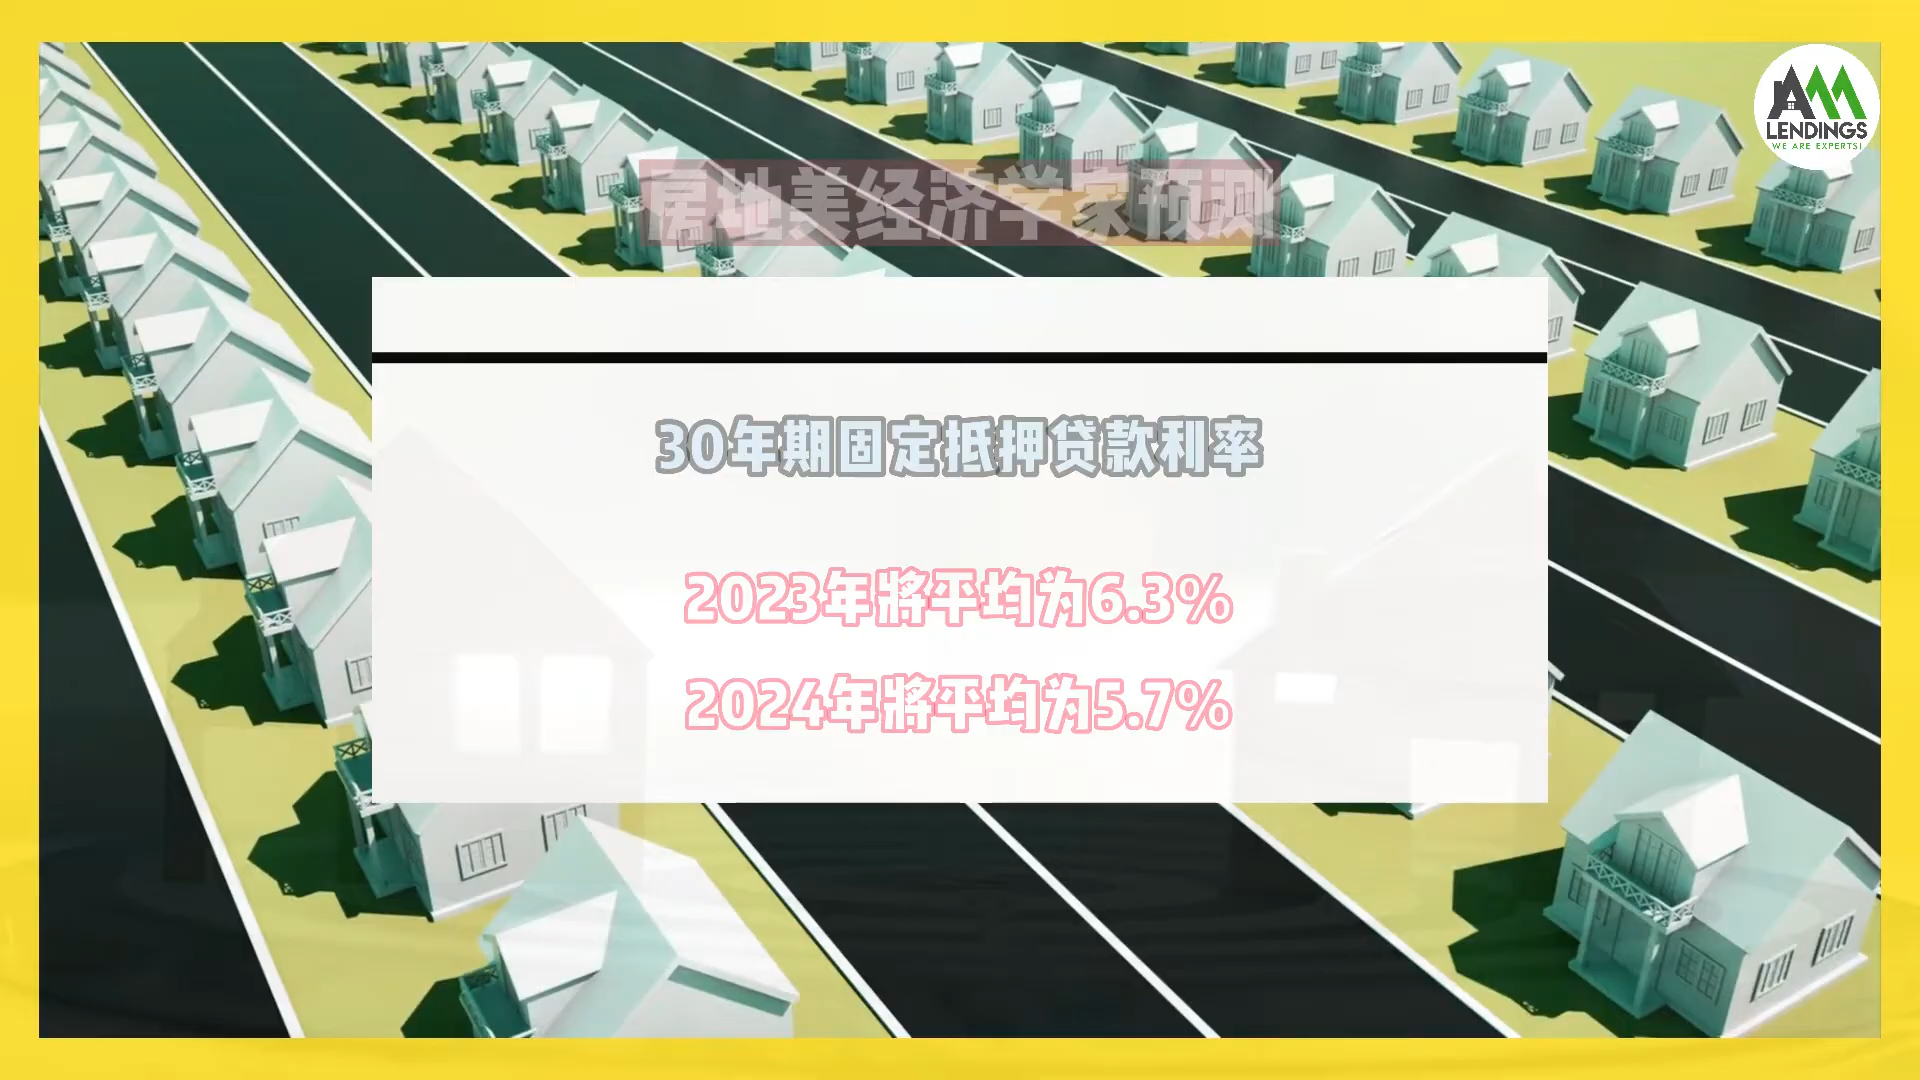 AM
LENDINGS
WE ARE EXPERTS!
房地美经济学家预测
30年期固定抵押贷款利率
2023年將平均为6.3%
2024年將平均为5.7%